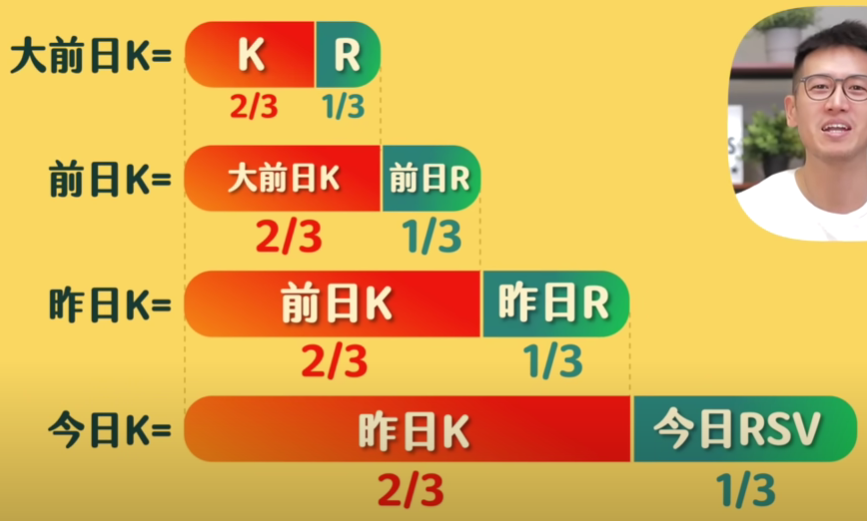 大前日K= K R
2/3 1/3
前日K= 大前日K 前日R
2/3 1/3
昨日K= 前日K 昨日R
2/3 1/3
今日K= 昨日K 今日RSV
2/3 1/3